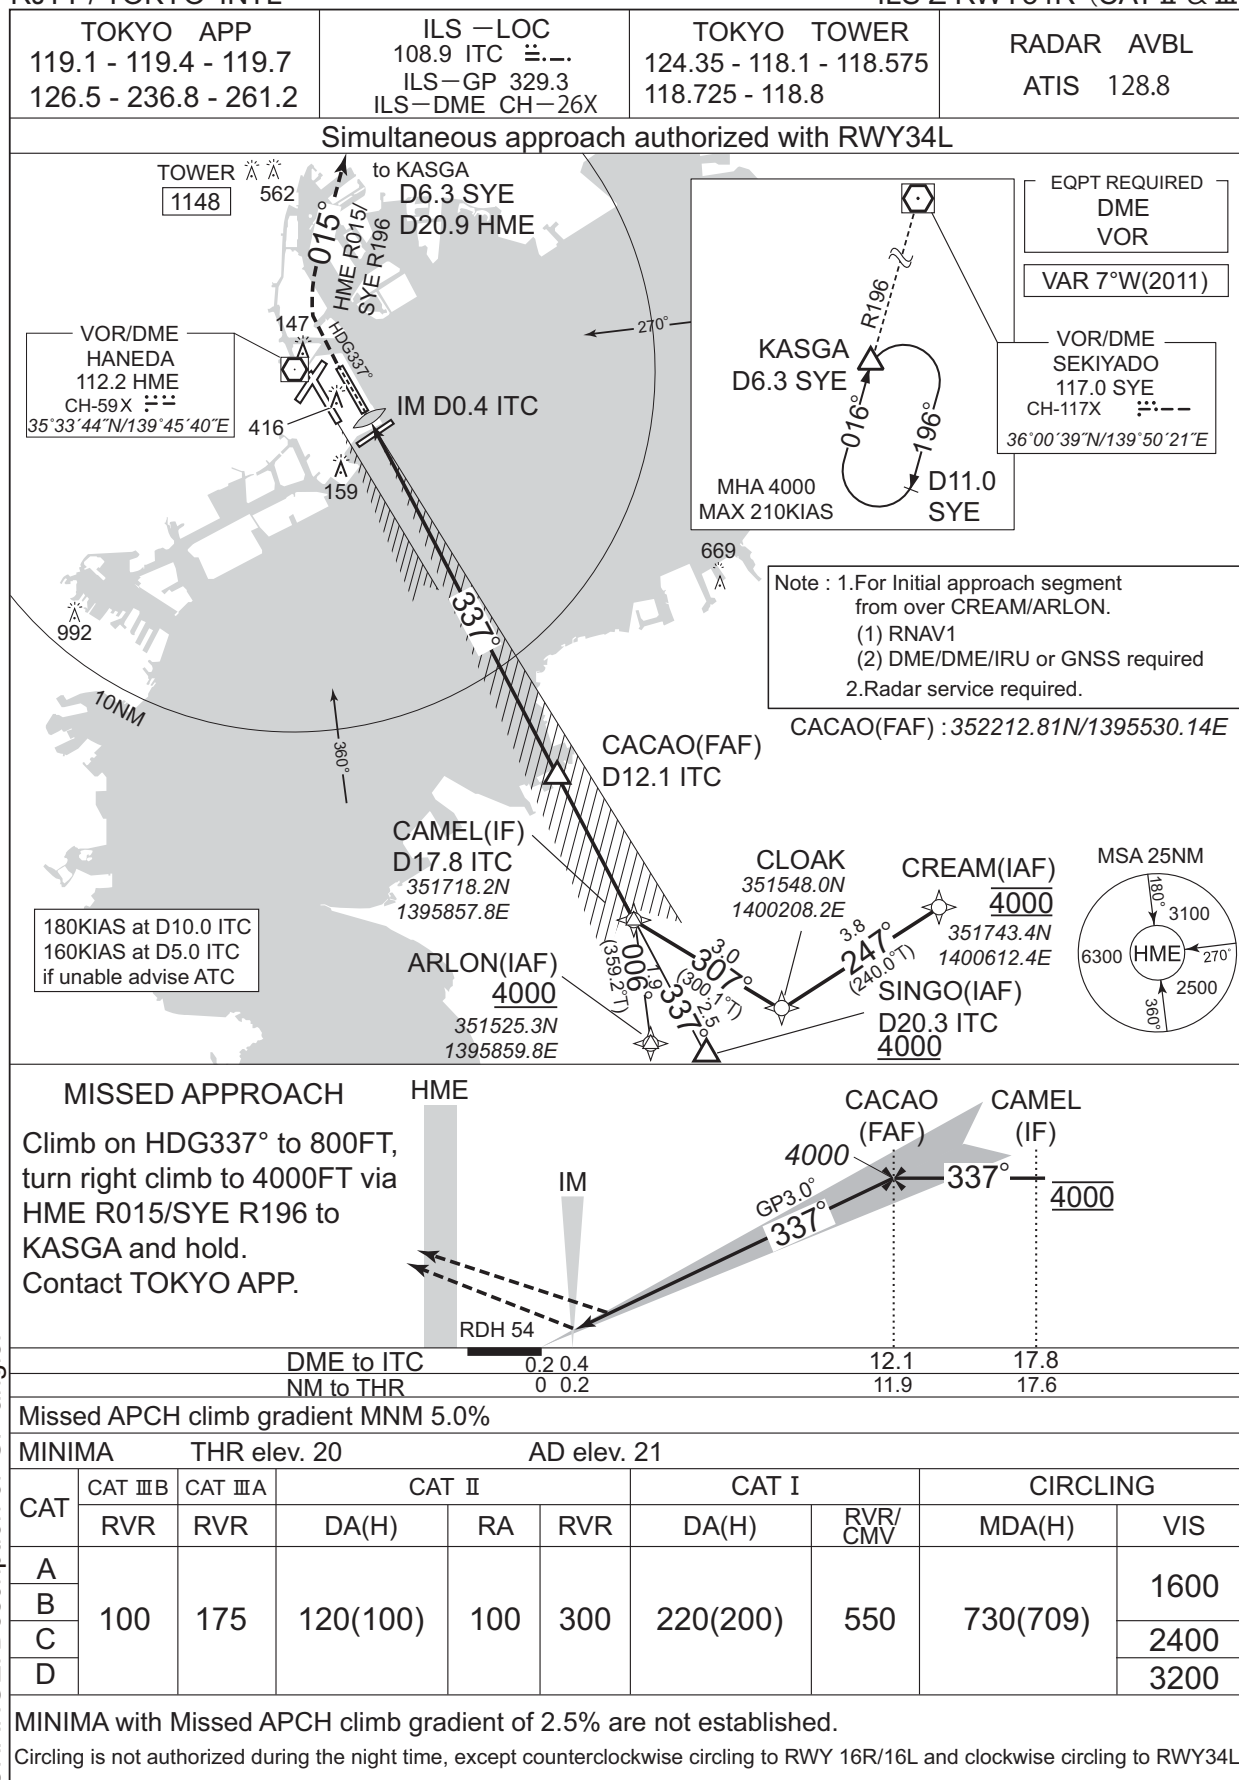 TOKYO APP
119.1 - 119.4 - 119.7
126.5 - 236.8 - 261.2
ILS－LOC
108.9 ITC
ILS－GP 329.3
ILS－DME CH－26X
TOKYO TOWER
124.35 - 118.1 - 118.575
118.725 - 118.8
RADAR AVBL
ATIS 128.8
Simultaneous approach authorized with RWY34L
TOWER
1148
562
to KASGA
D6.3 SYE
D20.9 HME
015°
HME R015/
SYE R196
HDG337°
147
VOR/DME
HANEDA
112.2 HME
CH-59X
35°33´44˝N/139°45´40˝E
416
159
IM D0.4 ITC
270°
R196
KASGA
D6.3 SYE
016°
196°
D11.0
SYE
MHA 4000
MAX 210KIAS
EQPT REQUIRED
DME
VOR
VAR 7°W(2011)
VOR/DME
SEKIYADO
117.0 SYE
CH-117X
36°00´39˝N/139°50´21˝E
669
992
10NM
360°
337°
Note : 1.For Initial approach segment
from over CREAM/ARLON.
(1) RNAV1
(2) DME/DME/IRU or GNSS required
2.Radar service required.
CACAO(FAF) : 352212.81N/1395530.14E
CACAO(FAF)
D12.1 ITC
CAMEL(IF)
D17.8 ITC
351718.2N
1395857.8E
CLOAK
351548.0N
1400208.2E
CREAM(IAF)
4000
351743.4N
1400612.4E
3.8
247°
(240.0°T)
3.0
307°
(300.1°T)
006°
(359.2°T)
1.9
337°
2.5
ARLON(IAF)
4000
351525.3N
1395859.8E
SINGO(IAF)
D20.3 ITC
4000
180KIAS at D10.0 ITC
160KIAS at D5.0 ITC
if unable advise ATC
MSA 25NM
180°
3100
6300
HME
270°
2500
360°
MISSED APPROACH
Climb on HDG337° to 800FT,
turn right climb to 4000FT via
HME R015/SYE R196 to
KASGA and hold.
Contact TOKYO APP.
HME
IM
CACAO
(FAF)
CAMEL
(IF)
4000
GP3.0°
337°
337°
4000
RDH 54
DME to ITC 0.2 0.4 12.1 17.8
NM to THR 0 0.2 11.9 17.6
Missed APCH climb gradient MNM 5.0%
MINIMA THR elev. 20 AD elev. 21
CAT CAT ⅢB CAT ⅢA CAT Ⅱ CAT I CIRCLING
RVR RVR DA(H) RA RVR DA(H) RVR/CMV MDA(H) VIS
A
B
C
D
100 175 120(100) 100 300 220(200) 550 730(709)
1600
2400
3200
MINIMA with Missed APCH climb gradient of 2.5% are not established.
Circling is not authorized during the night time, except counterclockwise circling to RWY 16R/16L and clockwise circling to RWY34L